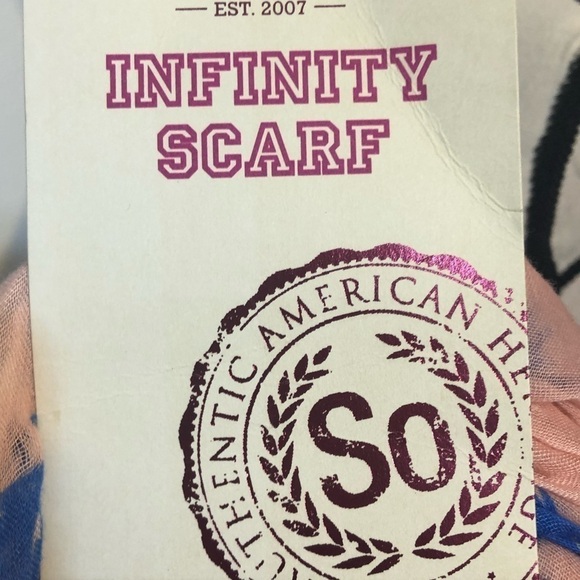 EST. 2007
INFINITY
SCARF
AUTHENTIC AMERICAN
So